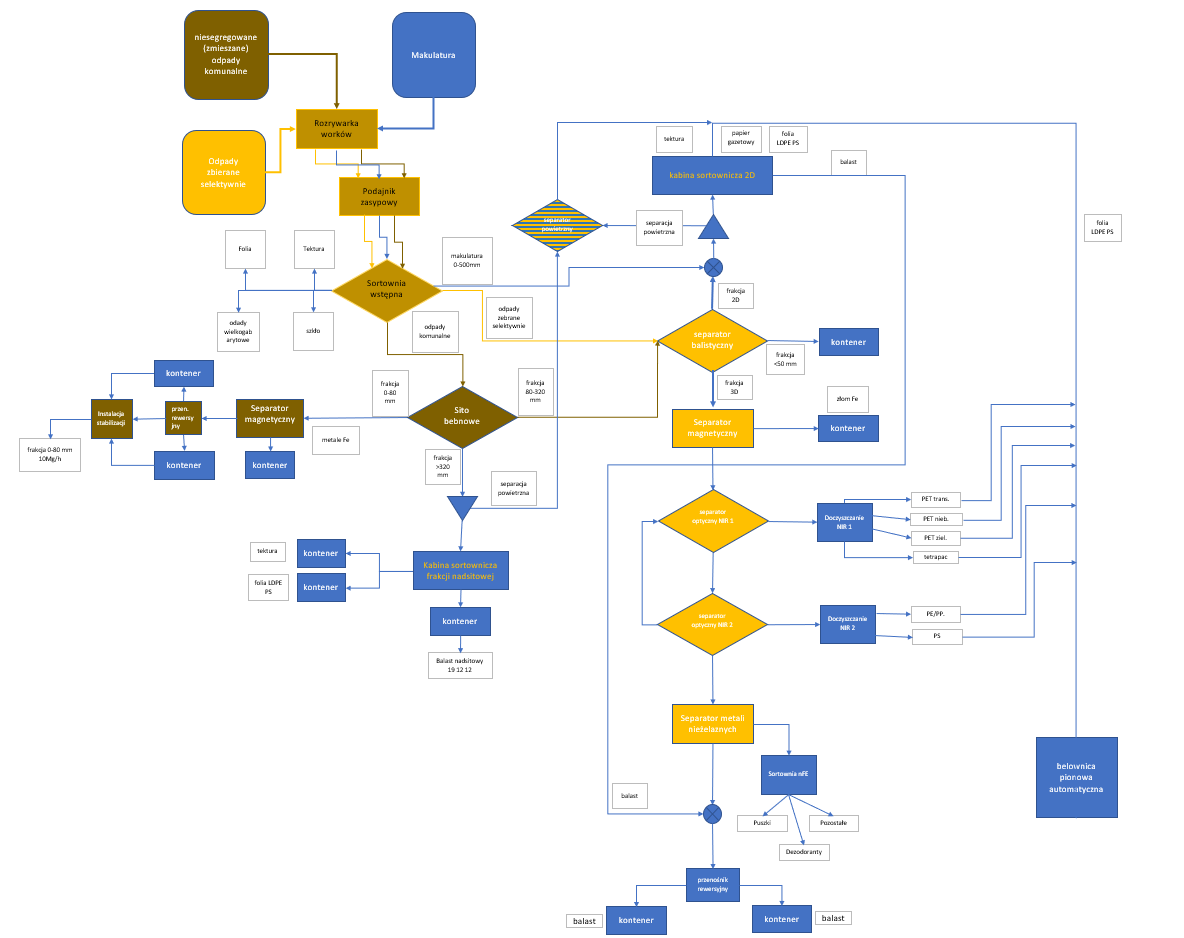 niesegregowane
(zmieszane)
odpady
komunalne
Makulatura
Rozrywarka
worków
Odpady
zbierane
selektywnie
Podajnik
zasypowy
tektura
papier
gazetowy
folia
LDPE PS
balast
kabina sortownicza 2D
separator
powietrzny
separacja
powietrzna
folia
LDPE PS
Folia
Tektura
makulatura
0-500mm
Sortownia
wstępna
odady
wielkogab
arytowe
szkło
odpady
komunalne
odpady
zebrane
selektywnie
frakcja
2D
separator
balistyczny
kontener
frakcja
<50 mm
frakcja
3D
kontener
frakcja
0-80
mm
frakcja
80-320
mm
złom Fe
Instalacja
stabilizacji
przen.
rewersy
jny
Separator
magnetyczny
Sito
bebnowe
Separator
magnetyczny
kontener
metale Fe
frakcja 0-80 mm
10Mg/h
kontener
kontener
frakcja
>320
mm
separacja
powietrzna
separator
optyczny NIR 1
Doczyszczanie
NIR 1
PET trans.
PET nieb.
PET ziel.
tetrapac
tektura
kontener
folia LDPE
PS
kontener
Kabina sortownicza
frakcji nadsitowej
kontener
Balast nadsitowy
19 12 12
separator
optyczny NIR 2
Doczyszczanie
NIR 2
PE/PP.
PS
Separator metali
nieżelaznych
Sortownia nFE
belownica
pionowa
automatyczna
balast
Puszki
Pozostałe
Dezodoranty
przenośnik
rewersyjny
balast
kontener
kontener
balast